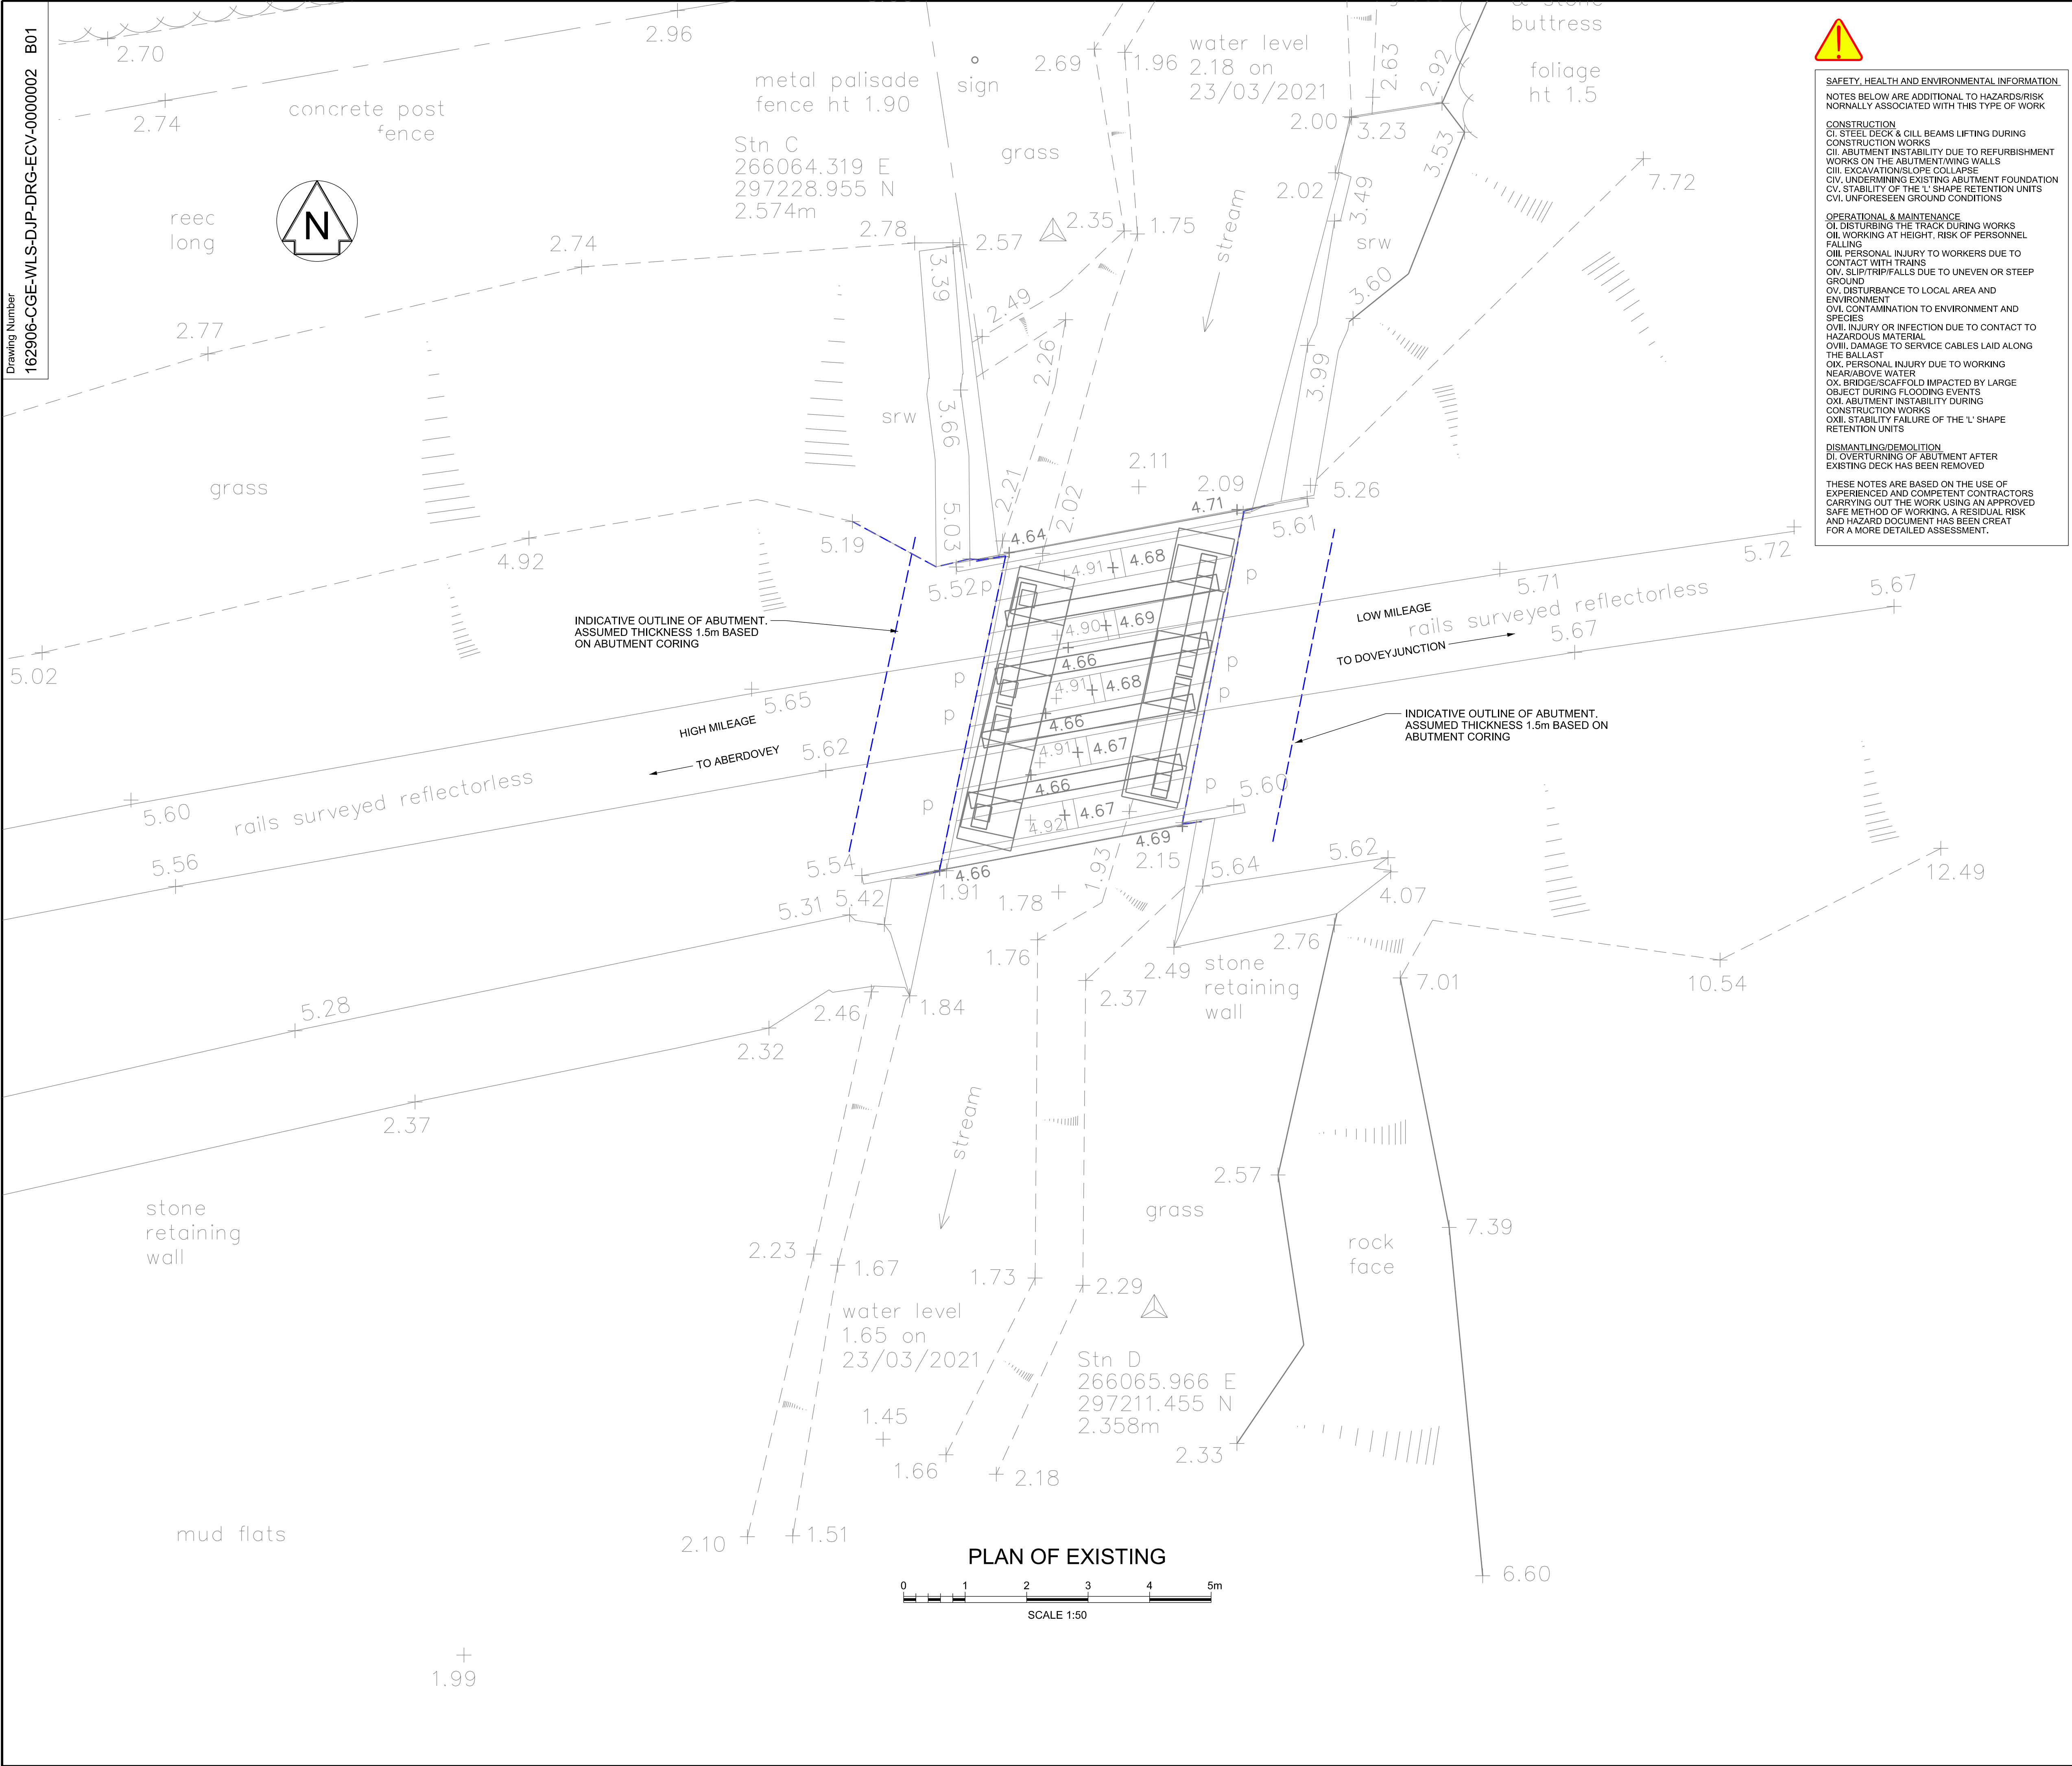 Drawing Number
162906-CGE-WLS-DJP-DRG-ECV-0000002 B01
2.70
2.96
2.74
concrete post
fence
metal palisade
fence ht 1.90
sign
2.69
1.96
water level
2.18 on
23/03/2021
2.63
2.92
buttress
foliage
ht 1.5
2.00
3.23
3.53
7.72
Stn C
266064.319 E
297228.955 N
2.574m
grass
stream
2.02
3.49
srw
reec
long
N
2.74
2.78
2.57
2.35
1.75
3.39
2.49
3.60
2.77
2.26
3.99
srw
3.66
grass
2.21
2.02
2.11
2.09
5.26
4.71
5.61
5.03
4.92
5.19
4.64
5.52
p
4.91
4.68
p
5.72
5.71
5.67
INDICATIVE OUTLINE OF ABUTMENT.
ASSUMED THICKNESS 1.5m BASED
ON ABUTMENT CORING
LOW MILEAGE
rails surveyed reflectorless
5.67
TO DOVEYJUNCTION
4.90
4.69
4.66
p
p
4.91
4.68
p
p
4.66
4.91
4.67
4.66
p
p
4.92
4.67
4.69
5.02
5.65
HIGH MILEAGE
TO ABERDOVEY
5.62
INDICATIVE OUTLINE OF ABUTMENT.
ASSUMED THICKNESS 1.5m BASED ON
ABUTMENT CORING
5.60
5.60
rails surveyed reflectorless
5.56
5.54
4.66
1.91
1.93
2.15
5.64
5.62
4.07
12.49
5.31
5.42
1.78
1.76
2.49
stone
retaining
wall
2.76
7.01
10.54
2.37
5.28
2.46
1.84
2.32
2.37
stream
2.57
grass
stone
retaining
wall
2.23
1.67
1.73
2.29
rock
face
7.39
water level
1.65 on
23/03/2021
Stn D
266065.966 E
297211.455 N
2.358m
1.45
1.66
2.18
2.33
mud flats
2.10
1.51
6.60
PLAN OF EXISTING
0 1 2 3 4 5m
SCALE 1:50
1.99
SAFETY, HEALTH AND ENVIRONMENTAL INFORMATION
NOTES BELOW ARE ADDITIONAL TO HAZARDS/RISK
NORNALLY ASSOCIATED WITH THIS TYPE OF WORK
CONSTRUCTION
CI. STEEL DECK & CILL BEAMS LIFTING DURING
CONSTRUCTION WORKS
CII. ABUTMENT INSTABILITY DUE TO REFURBISHMENT
WORKS ON THE ABUTMENT/WING WALLS
CIII. EXCAVATION/SLOPE COLLAPSE
CIV. UNDERMINING EXISTING ABUTMENT FOUNDATION
CV. STABILITY OF THE 'L' SHAPE RETENTION UNITS
CVI. UNFORESEEN GROUND CONDITIONS
OPERATIONAL & MAINTENANCE
OI. DISTURBING THE TRACK DURING WORKS
OII. WORKING AT HEIGHT, RISK OF PERSONNEL
FALLING
OIII. PERSONAL INJURY TO WORKERS DUE TO
CONTACT WITH TRAINS
OIV. SLIP/TRIP/FALLS DUE TO UNEVEN OR STEEP
GROUND
OV. DISTURBANCE TO LOCAL AREA AND
ENVIRONMENT
OVI. CONTAMINATION TO ENVIRONMENT AND
SPECIES
OVII. INJURY OR INFECTION DUE TO CONTACT TO
HAZARDOUS MATERIAL
OVIII. DAMAGE TO SERVICE CABLES LAID ALONG
THE BALLAST
OIX. PERSONAL INJURY DUE TO WORKING
NEAR/ABOVE WATER
OX. BRIDGE/SCAFFOLD IMPACTED BY LARGE
OBJECT DURING FLOODING EVENTS
OXI. ABUTMENT INSTABILITY DURING
CONSTRUCTION WORKS
OXII. STABILITY FAILURE OF THE 'L' SHAPE
RETENTION UNITS
DISMANTLING/DEMOLITION
DI. OVERTURNING OF ABUTMENT AFTER
EXISTING DECK HAS BEEN REMOVED
THESE NOTES ARE BASED ON THE USE OF
EXPERIENCED AND COMPETENT CONTRACTORS
CARRYING OUT THE WORK USING AN APPROVED
SAFE METHOD OF WORKING. A RESIDUAL RISK
AND HAZARD DOCUMENT HAS BEEN CREAT
FOR A MORE DETAILED ASSESSMENT.